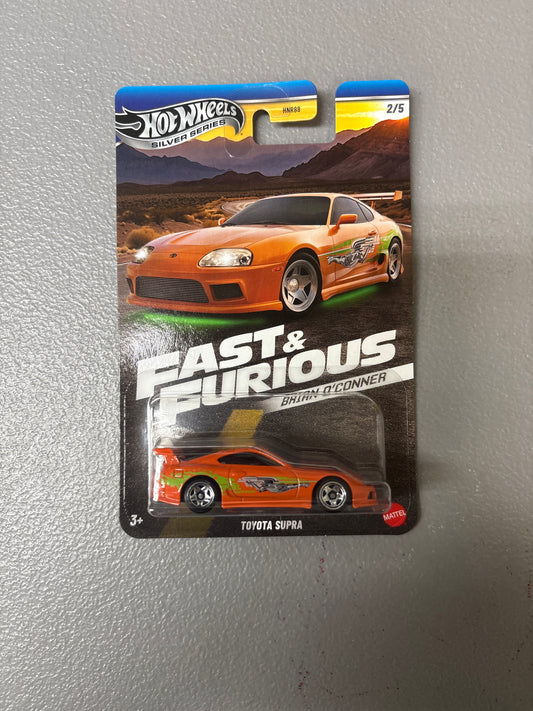 HOT WHEELS
SILVER SERIES
HNR88
2/5
FAST &
FURIOUS
BRIAN O'CONNER
3+
TOYOTA SUPRA
MATTEL